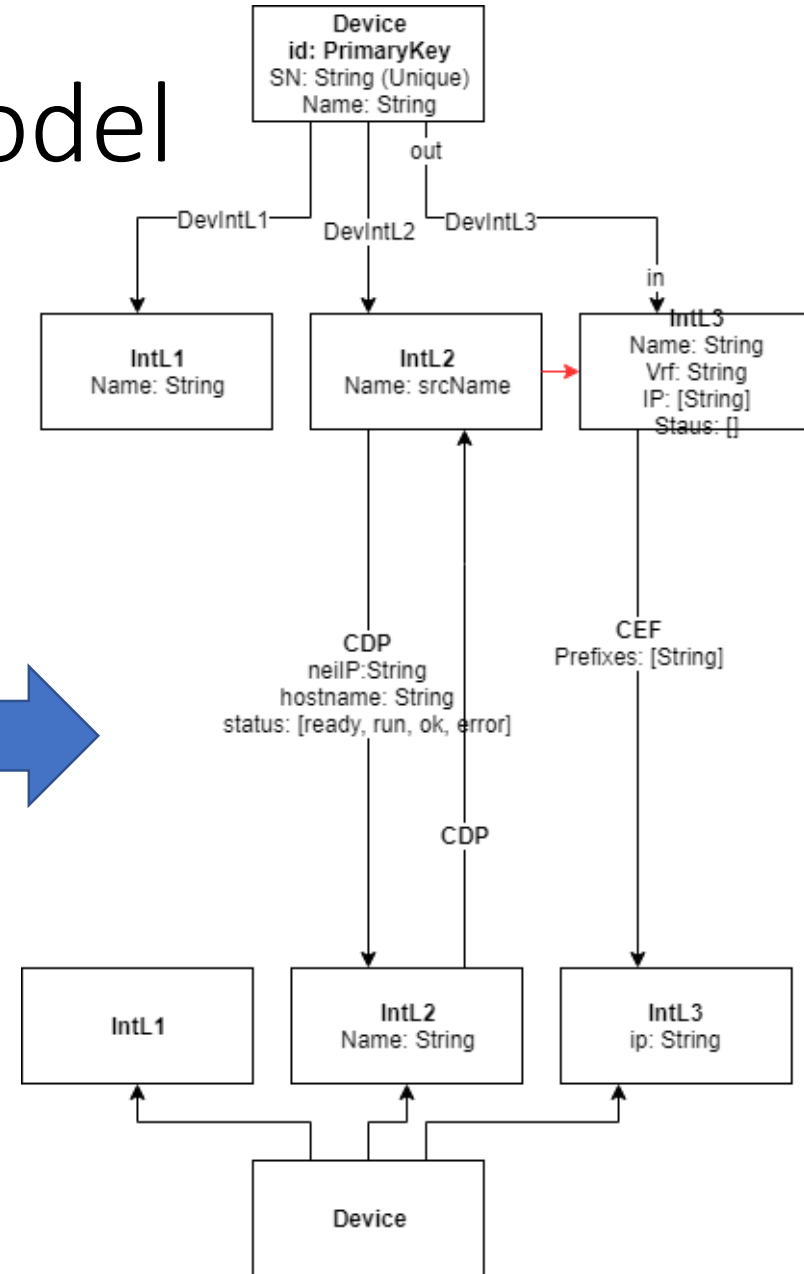 odel
Device
id: PrimaryKey
SN: String (Unique)
Name: String
out
DevIntL1
DevIntL2
DevIntL3
in
IntL1
Name: String
IntL2
Name: srcName
IntL3
Name: String
Vrf: String
IP: [String]
Staus: []
CDP
neiIP:String
hostname: String
status: [ready, run, ok, error]
CEF
Prefixes: [String]
CDP
IntL1
IntL2
Name: String
IntL3
ip: String
Device